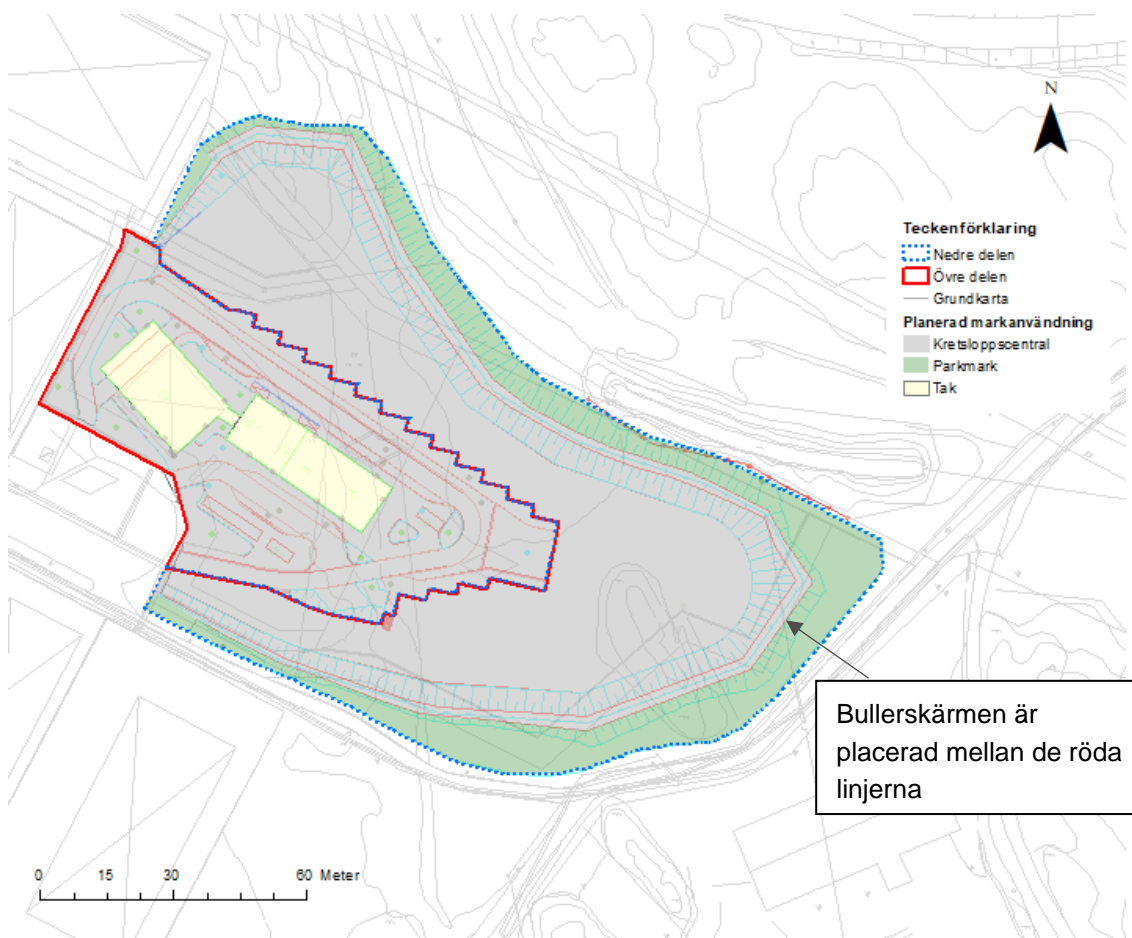 N
Teckenförklaring
Nedre delen
Övre delen
Grundkarta
Planerad markanvändning
Kretsloppscentral
Parkmark
Tak
Bullerskärmen är
placerad mellan de röda
linjerna
0 15 30 60 Meter